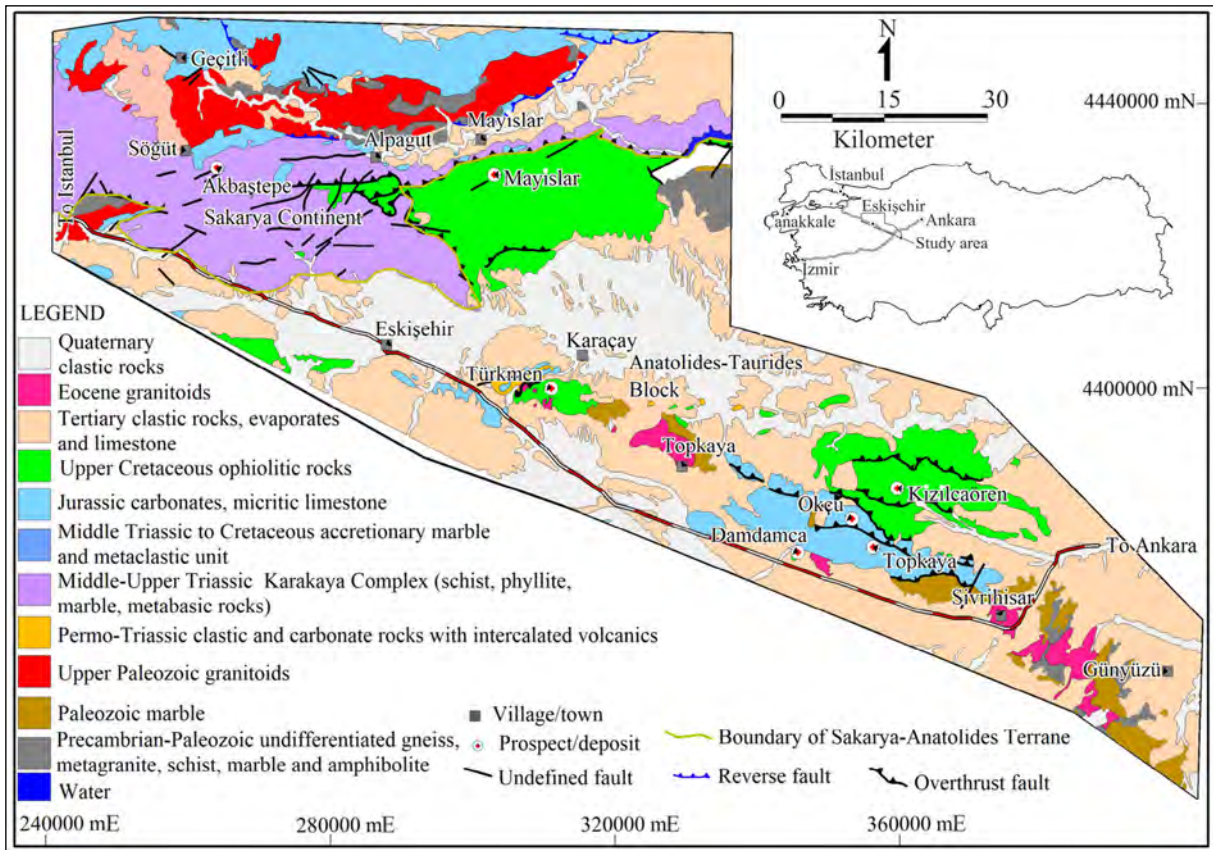 N
0 15 30
Kilometer
4440000 mN
Geçitli
Mayıslar
Alpagut
Söğüt
Akbaştepe
Mayıslar
Sakarya Continent
To Istanbul
İstanbul
Eskişehir
Çanakkale
Ankara
Study area
İzmir
Eskişehir
Karaçay
Türkmen
Anatolides-Taurides
Block
4400000 mN
Topkaya
Kizilcaoren
Okçu
Damdamca
Topkaya
To Ankara
Sivrihisar
Günyüzü
LEGEND
Quaternary
clastic rocks
Eocene granitoids
Tertiary clastic rocks, evaporates
and limestone
Upper Cretaceous ophiolitic rocks
Jurassic carbonates, micritic limestone
Middle Triassic to Cretaceous accretionary marble
and metaclastic unit
Middle-Upper Triassic Karakaya Complex (schist, phyllite,
marble, metabasic rocks)
Permo-Triassic clastic and carbonate rocks with intercalated volcanics
Upper Paleozoic granitoids
Paleozoic marble
Precambrian-Paleozoic undifferentiated gneiss,
metagranite, schist, marble and amphibolite
Water
Village/town
Prospect/deposit
Undefined fault
Boundary of Sakarya-Anatolides Terrane
Reverse fault
Overthrust fault
240000 mE
280000 mE
320000 mE
360000 mE